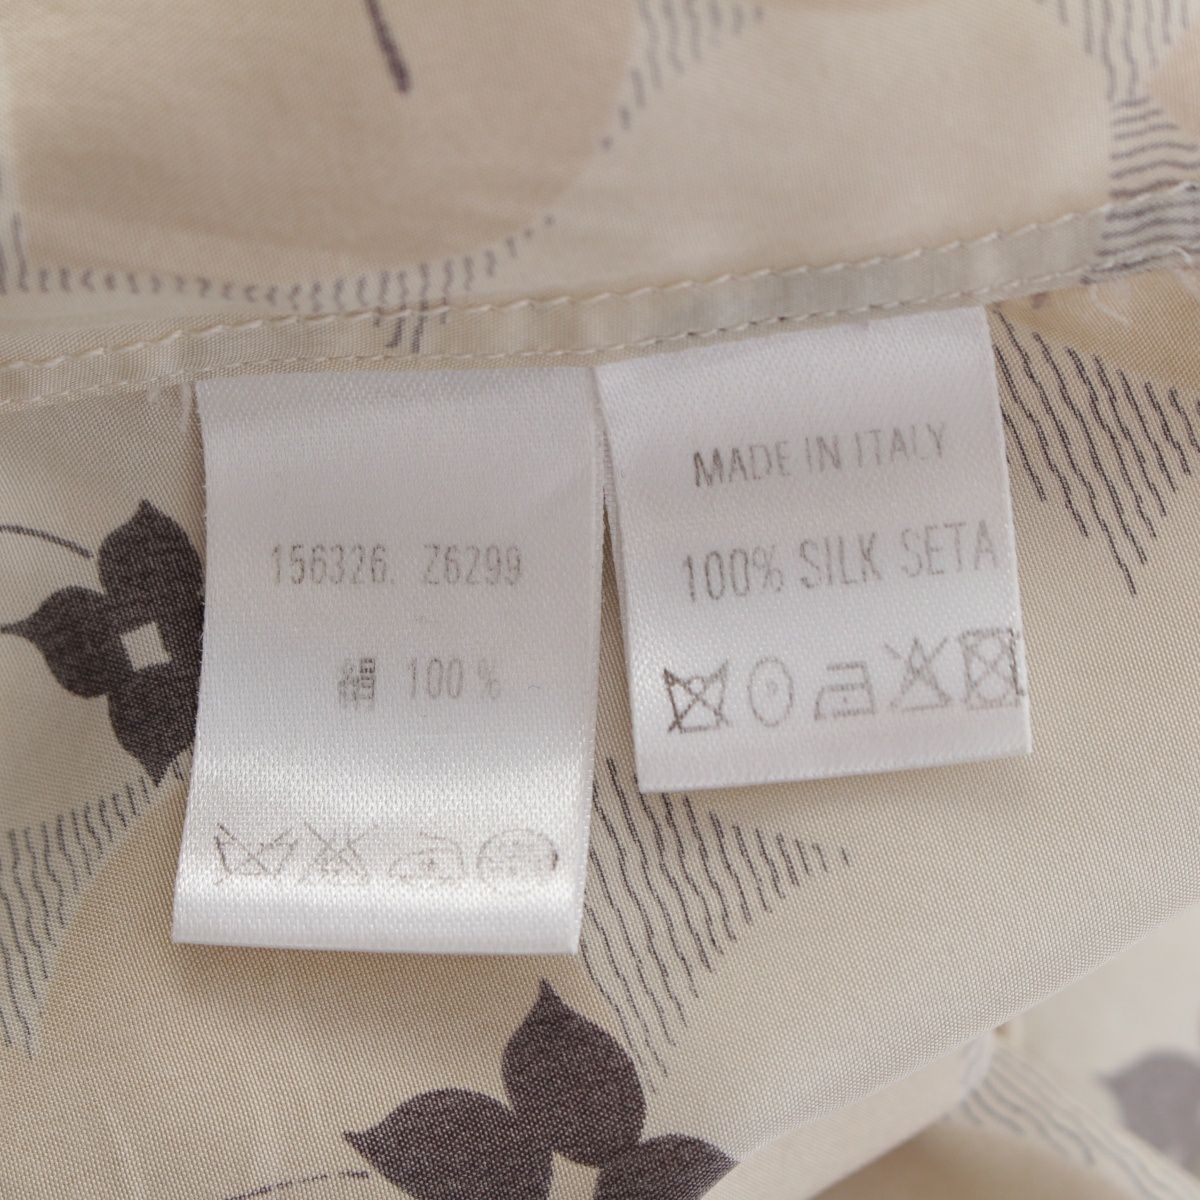 156326. Z6299
絹 100%
MADE IN ITALY
100% SILK SETA